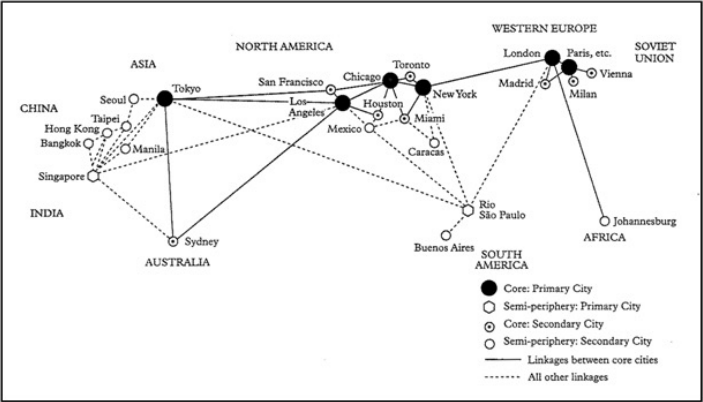 WESTERN EUROPE
NORTH AMERICA
London
Paris, etc.
SOVIET
UNION
ASIA
Toronto
Chicago
San Francisco
Vienna
Madrid
Milan
Tokyo
New York
Seoul
Los
Angeles
Houston
CHINA
Taipei
Miami
Hong Kong
Mexico
Bangkok
Manila
Caracas
Singapore
Rio
São Paulo
INDIA
Johannesburg
Sydney
Buenos Aires
AFRICA
AUSTRALIA
SOUTH
AMERICA
Core: Primary City
Semi-periphery: Primary City
Core: Secondary City
Semi-periphery: Secondary City
Linkages between core cities
All other linkages